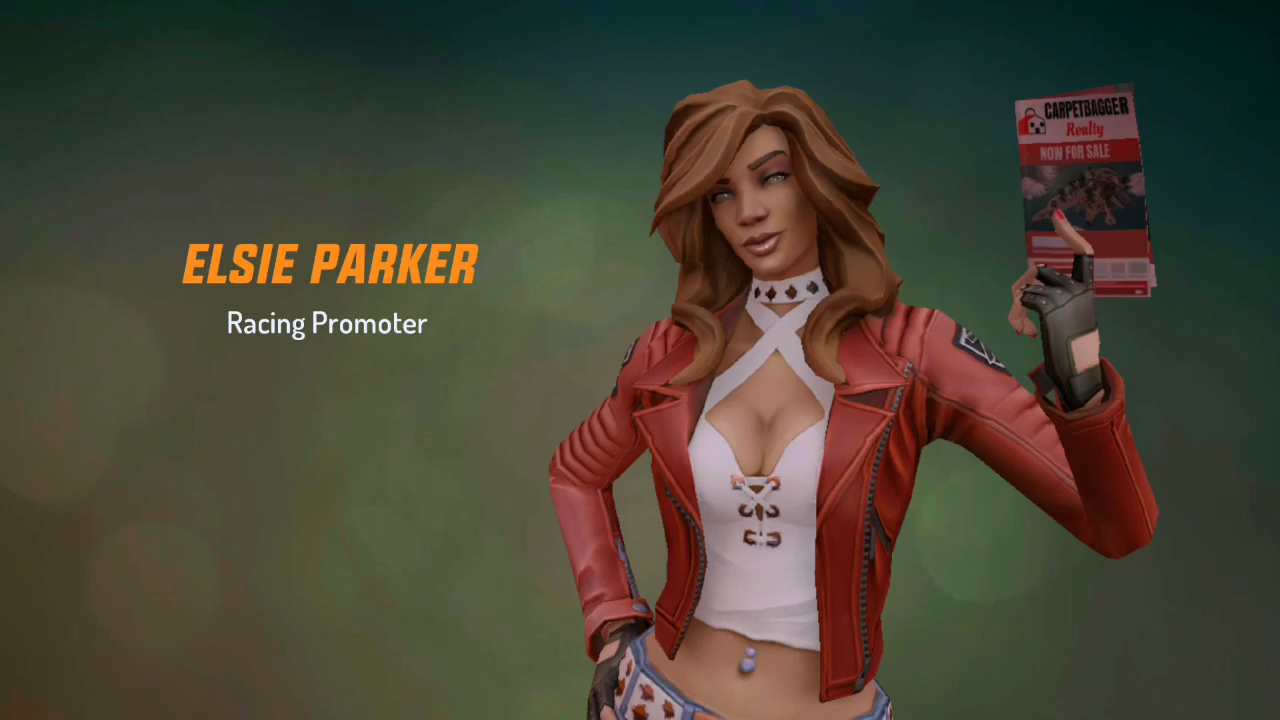 ELSIE PARKER
Racing Promoter
CARPETBAGGER
Realty
NOW FOR SALE